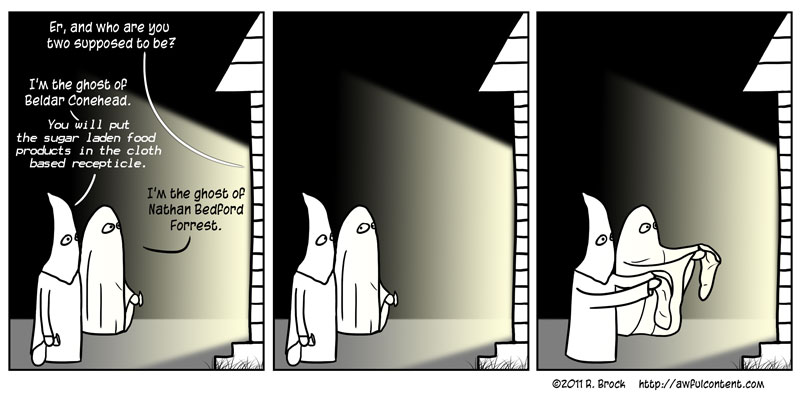 Er, and who are you
two supposed to be?
I'm the ghost of
Beldar Conehead.
You will put
the sugar laden food
products in the cloth
based recepticle.
I'm the ghost of
Nathan Bedford
Forrest.
©2011 R. Brock http://awfulcontent.com